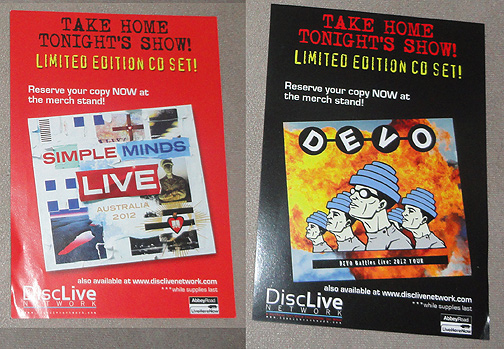 TAKE HOME
TONIGHT'S SHOW!
LIMITED EDITION CD SET!
Reserve your copy NOW at
the merch stand!
SIMPLE MINDS
LIVE
AUSTRALIA
2012
also available at www.disclivenetwork.com
***while supplies last
DiscLive
NETWORK
AbbeyRoad
LiveHereNow
TAKE HOME
TONIGHT'S SHOW!
LIMITED EDITION CD SET!
Reserve your copy NOW at
the merch stand!
DEVO
DEVO Battles Live: 2012 TOUR
also available at www.disclivenetwork.com
***while supplies last
DiscLive
NETWORK
AbbeyRoad
LiveHereNow